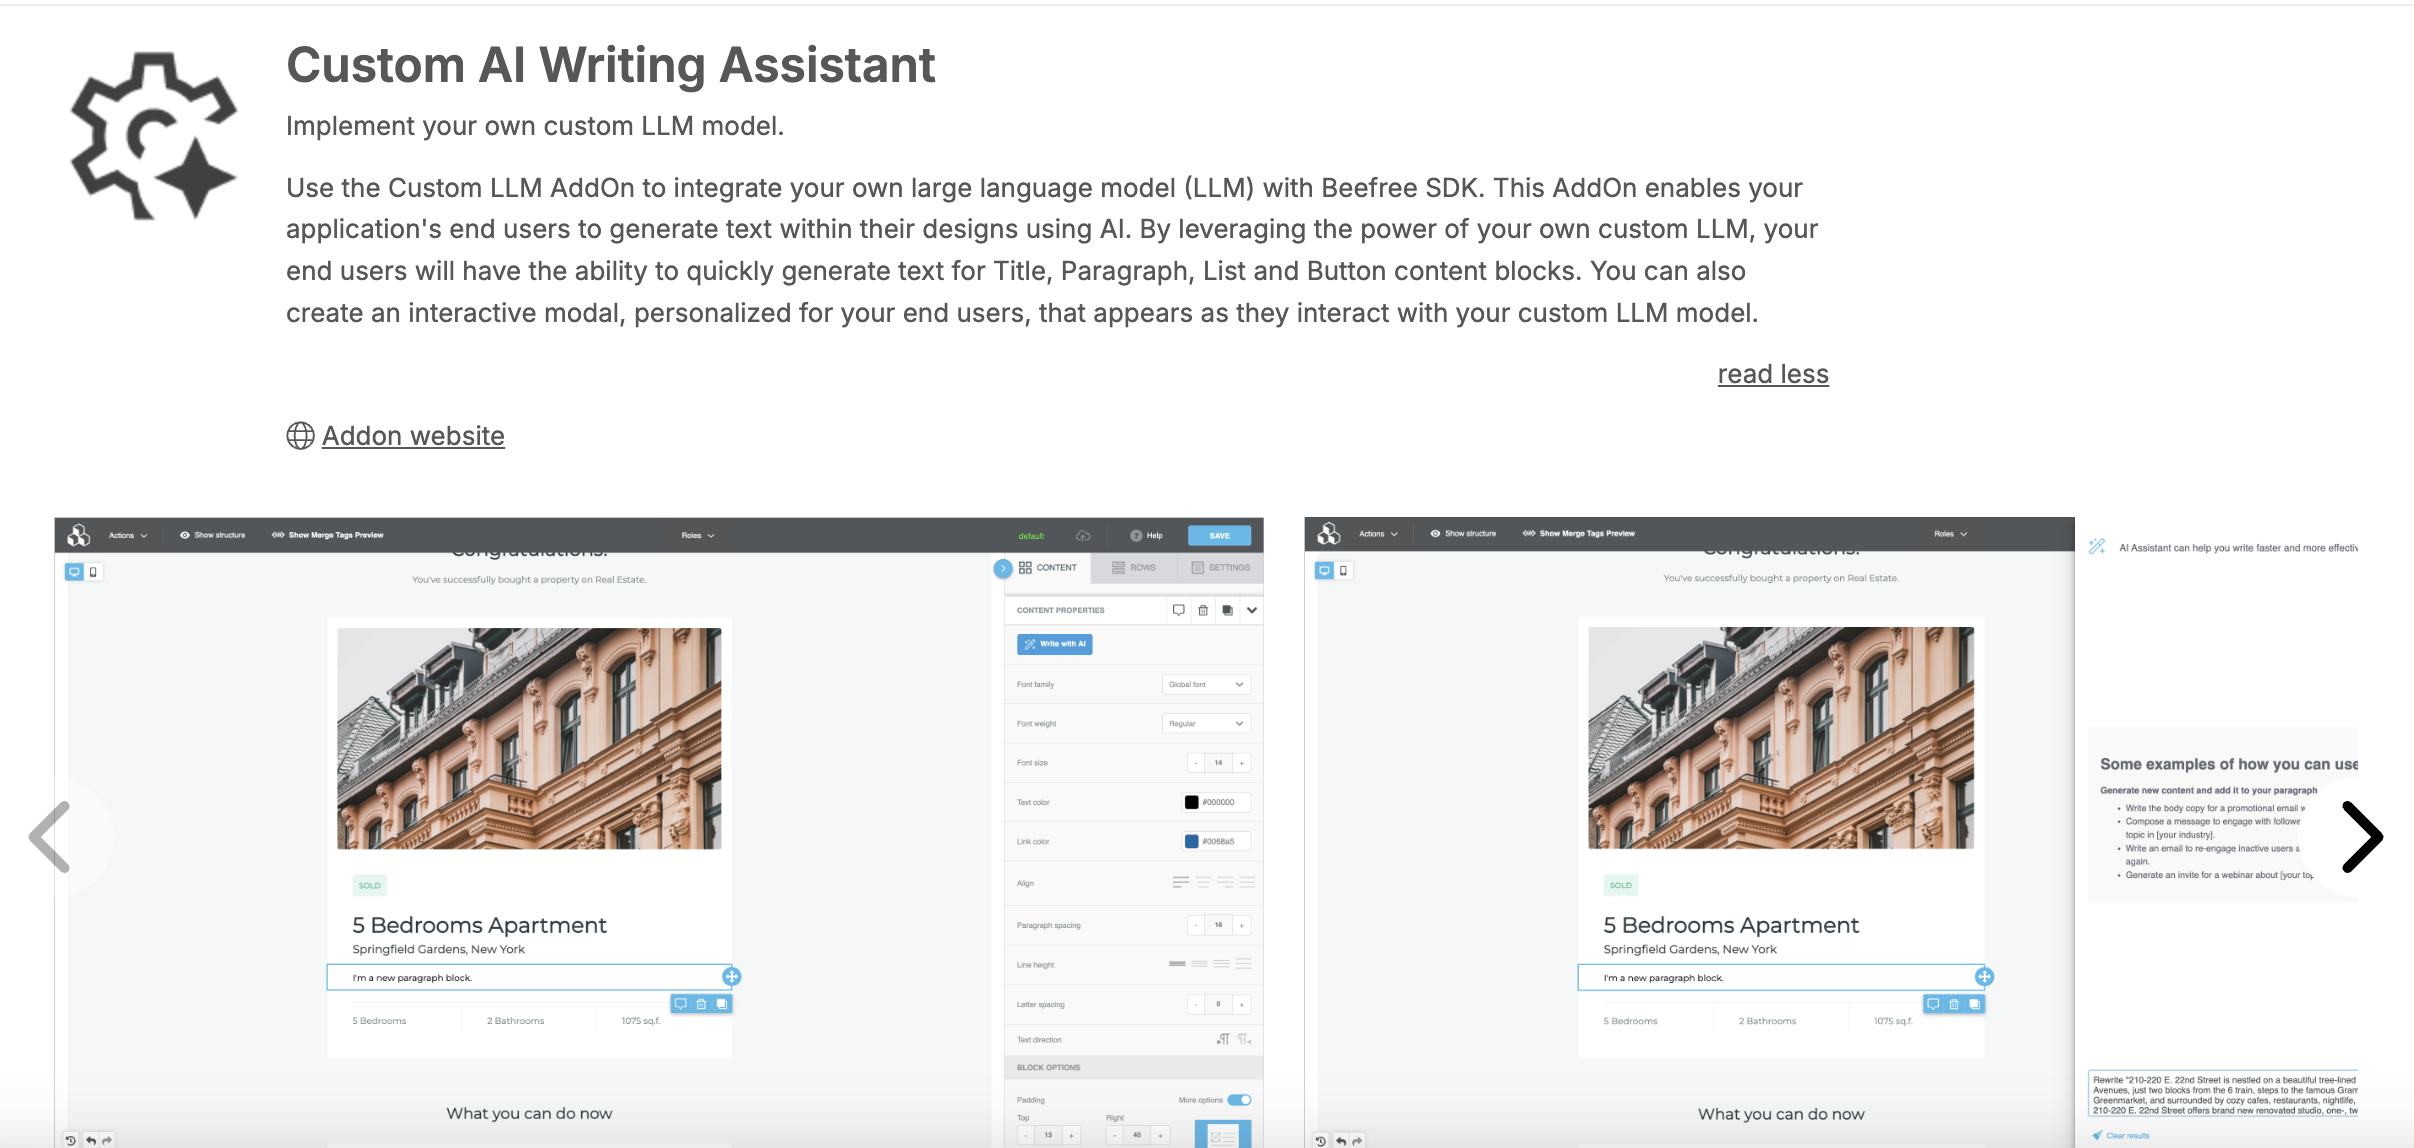 Custom AI Writing Assistant
Implement your own custom LLM model.
Use the Custom LLM AddOn to integrate your own large language model (LLM) with Beefree SDK. This AddOn enables your
application's end users to generate text within their designs using AI. By leveraging the power of your own custom LLM, your
end users will have the ability to quickly generate text for Title, Paragraph, List and Button content blocks. You can also
create an interactive modal, personalized for your end users, that appears as they interact with your custom LLM model.
read less
Addon website
Actions Show structure Show Merge Tags Preview Roles default Help SAVE
Congratulations!
You've successfully bought a property on Real Estate.
SOLD
5 Bedrooms Apartment
Springfield Gardens, New York
I'm a new paragraph block.
5 Bedrooms 2 Bathrooms 1075 sq.f.
What you can do now
CONTENT ROWS SETTINGS
CONTENT PROPERTIES
Write with AI
Font family Global font
Font weight Regular
Font size - 14 +
Text color #000000
Link color #0068a5
Align
Paragraph spacing - 16 +
Line height
Letter spacing - 0 +
Text direction
BLOCK OPTIONS
Padding More options
Top Right
- 13 + - 40 +
Actions Show structure Show Merge Tags Preview Roles
Congratulations!
You've successfully bought a property on Real Estate.
SOLD
5 Bedrooms Apartment
Springfield Gardens, New York
I'm a new paragraph block.
5 Bedrooms 2 Bathrooms 1075 sq.f.
What you can do now
AI Assistant can help you write faster and more
Some examples of how you can use
Generate new content and add it to your paragraph
• Write the body copy for a promotional email
• Compose a message to engage with
topic in [your industry].
• Write an email to re-engage inactive users
again.
• Generate an invite for a webinar about [your
Rewrite "210-220 E. 22nd Street is nestled on a beautiful tree-lined
Avenues, just two blocks from the 6 train, steps to the famous
Greenmarket, and surrounded by cozy cafes, restaurants, nightlife,
210-220 E. 22nd Street offers brand new renovated studio, one-,
Clear results